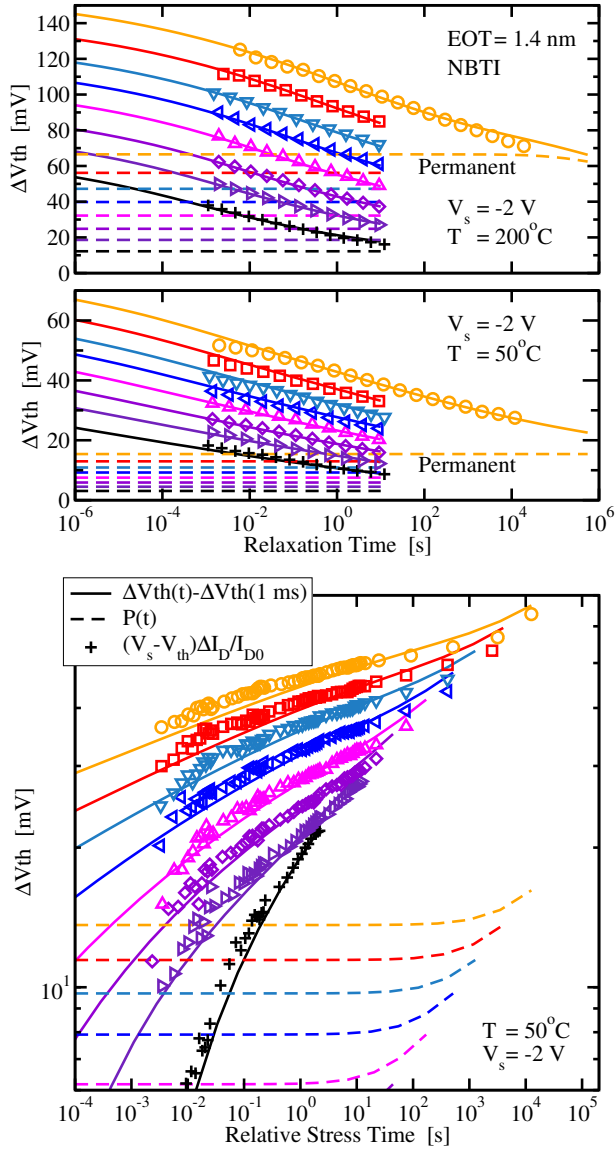 140
120
100
80
60
40
20
0
ΔVth [mV]
EOT = 1.4 nm
NBTI
Permanent
V_s = -2 V
T = 200°C
60
40
20
0
ΔVth [mV]
V_s = -2 V
T = 50°C
Permanent
10^-6 10^-4 10^-2 10^0 10^2 10^4 10^6
Relaxation Time [s]
ΔVth(t)-ΔVth(1 ms)
P(t)
(V_s-V_th)ΔI_D/I_D0
ΔVth [mV]
10^1
T = 50°C
V_s = -2 V
10^-4 10^-3 10^-2 10^-1 10^0 10^1 10^2 10^3 10^4 10^5
Relative Stress Time [s]